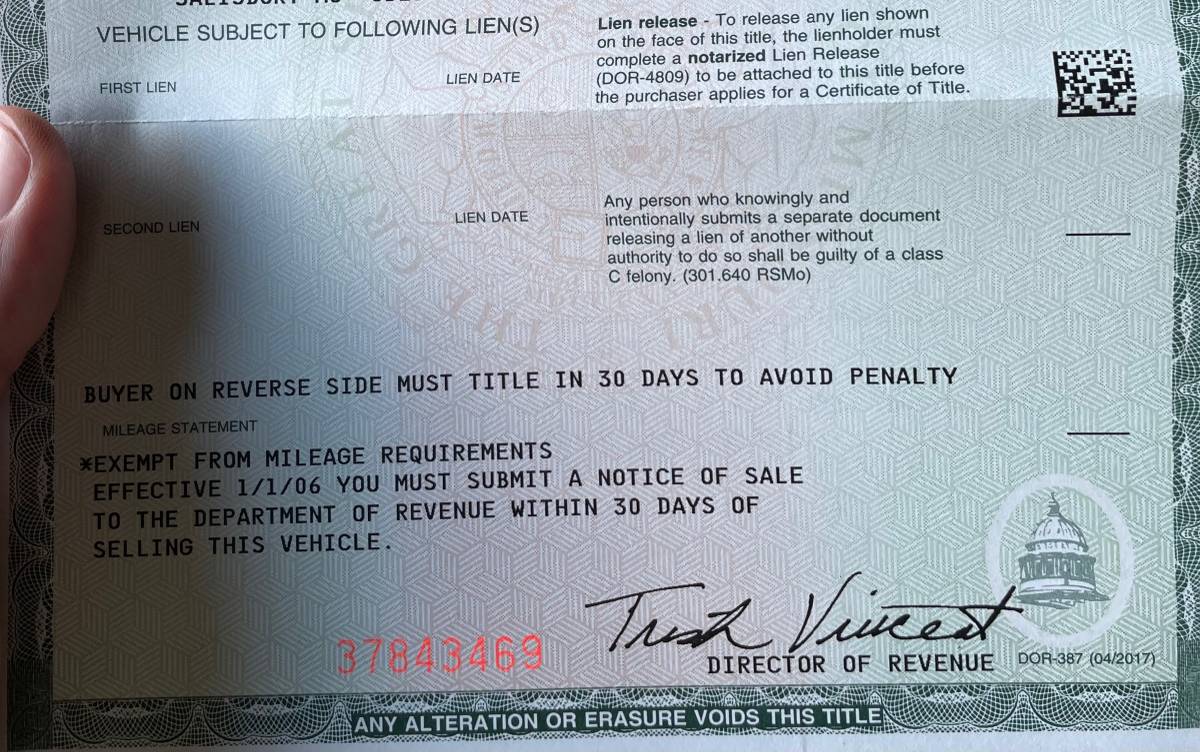 SALISBURY MO
VEHICLE SUBJECT TO FOLLOWING LIEN(S)
FIRST LIEN
LIEN DATE
Lien release - To release any lien shown
on the face of this title, the lienholder must
complete a notarized Lien Release
(DOR-4809) to be attached to this title before
the purchaser applies for a Certificate of Title.
SECOND LIEN
LIEN DATE
Any person who knowingly and
intentionally submits a separate document
releasing a lien of another without
authority to do so shall be guilty of a class
C felony. (301.640 RSMo)
BUYER ON REVERSE SIDE MUST TITLE IN 30 DAYS TO AVOID PENALTY
MILEAGE STATEMENT
*EXEMPT FROM MILEAGE REQUIREMENTS
EFFECTIVE 1/1/06 YOU MUST SUBMIT A NOTICE OF SALE
TO THE DEPARTMENT OF REVENUE WITHIN 30 DAYS OF
SELLING THIS VEHICLE.
Trish Vincent
37843469
DIRECTOR OF REVENUE
DOR-387 (04/2017)
ANY ALTERATION OR ERASURE VOIDS THIS TITLE